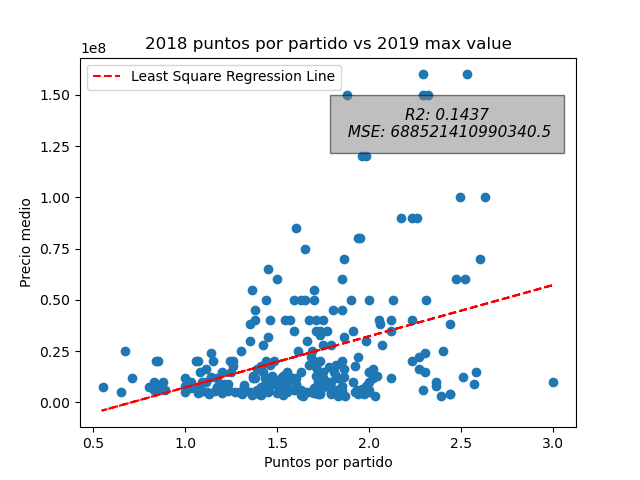 2018 puntos por partido vs 2019 max value
1e8
Least Square Regression Line
R2: 0.1437
MSE: 688521410990340.5
1.50
1.25
1.00
0.75
0.50
0.25
0.00
Precio medio
0.5 1.0 1.5 2.0 2.5 3.0
Puntos por partido